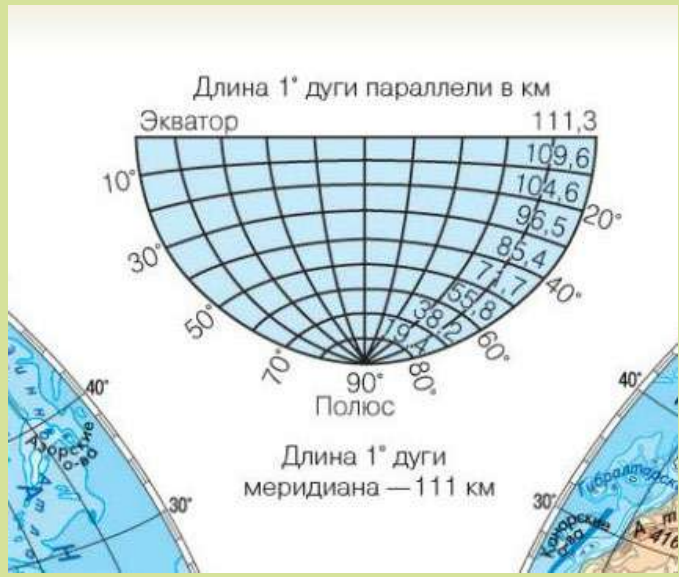 Длина 1° дуги параллели в км
Экватор 111,3
109,6
10° 104,6
96,5 20°
85,4
30° 71,7 40°
55,8
50° 38,2 60°
19,4
70° 80°
90°
Полюс
40° 40°
Азорские
о-ва
Длина 1° дуги
меридиана — 111 км
Гибралтарск
30° 30°
Канарские
о-ва
А т
416